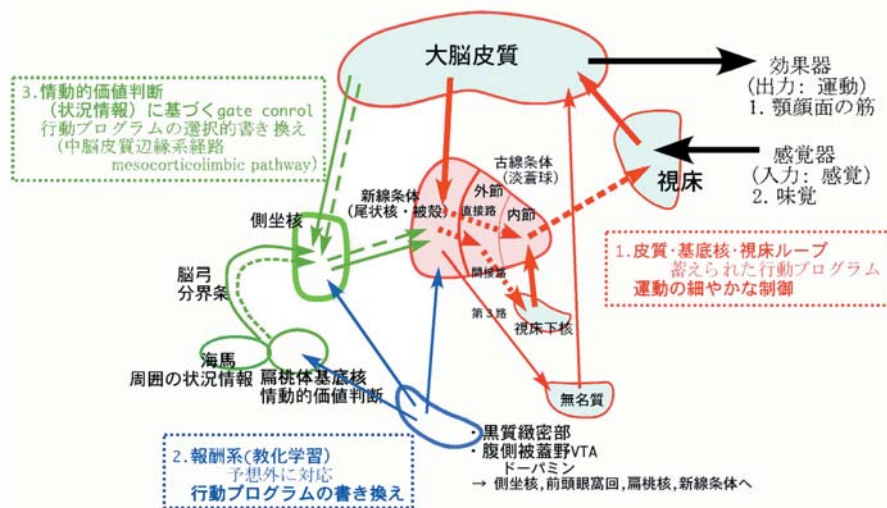 大脳皮質
効果器
(出力: 運動)
1. 顎顔面の筋
3.情動的価値判断
(状況情報)に基づくgate conrol
行動プログラムの選択的書き換え
(中脳皮質辺縁系経路
mesocorticolimbic pathway)
感覚器
(入力: 感覚)
2. 味覚
視床
古線条体
(淡蒼球)
外節
新線条体
(尾状核・被殻)
直接路
内節
側坐核
1.皮質・基底核・視床ループ
蓄えられた行動プログラム
運動の細やかな制御
脳弓
分界条
間接路
第3路
視床下核
海馬
周囲の状況情報
扁桃体基底核
情動的価値判断
無名質
・黒質緻密部
・腹側被蓋野VTA
ドーパミン
→ 側坐核,前頭眼窩回,扁桃核,新線条体へ
2.報酬系(教化学習)
予想外に対応
行動プログラムの書き換え